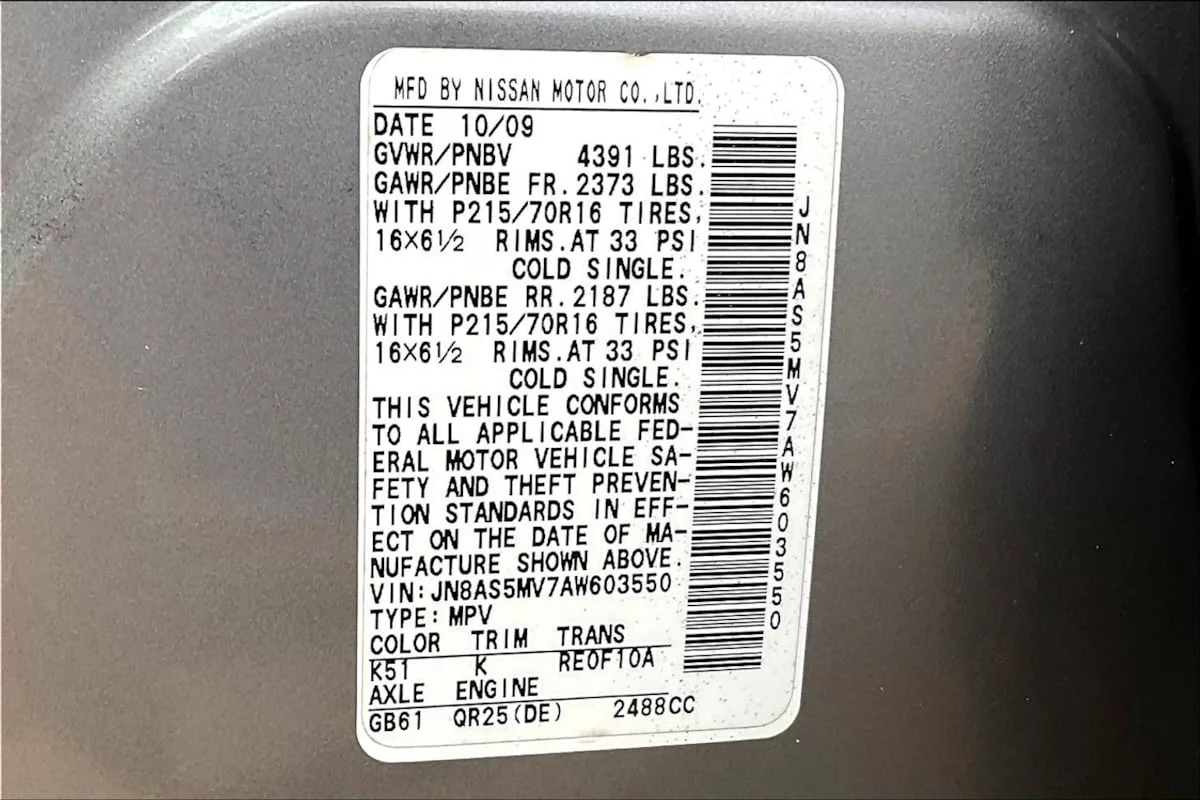 MFD BY NISSAN MOTOR CO.,LTD.
DATE 10/09
GVWR/PNBV 4391 LBS.
GAWR/PNBE FR.2373 LBS.
WITH P215/70R16 TIRES,
16×6½ RIMS.AT 33 PSI
COLD SINGLE.
GAWR/PNBE RR.2187 LBS.
WITH P215/70R16 TIRES,
16×6½ RIMS.AT 33 PSI
COLD SINGLE.
THIS VEHICLE CONFORMS
TO ALL APPLICABLE FED-
ERAL MOTOR VEHICLE SA-
FETY AND THEFT PREVEN-
TION STANDARDS IN EFF-
ECT ON THE DATE OF MA-
NUFACTURE SHOWN ABOVE.
VIN:JN8AS5MV7AW603550
TYPE:MPV
COLOR TRIM TRANS
K51 K RE0F10A
AXLE ENGINE
GB61 QR25(DE) 2488CC
JN8AS5MV7AW603550